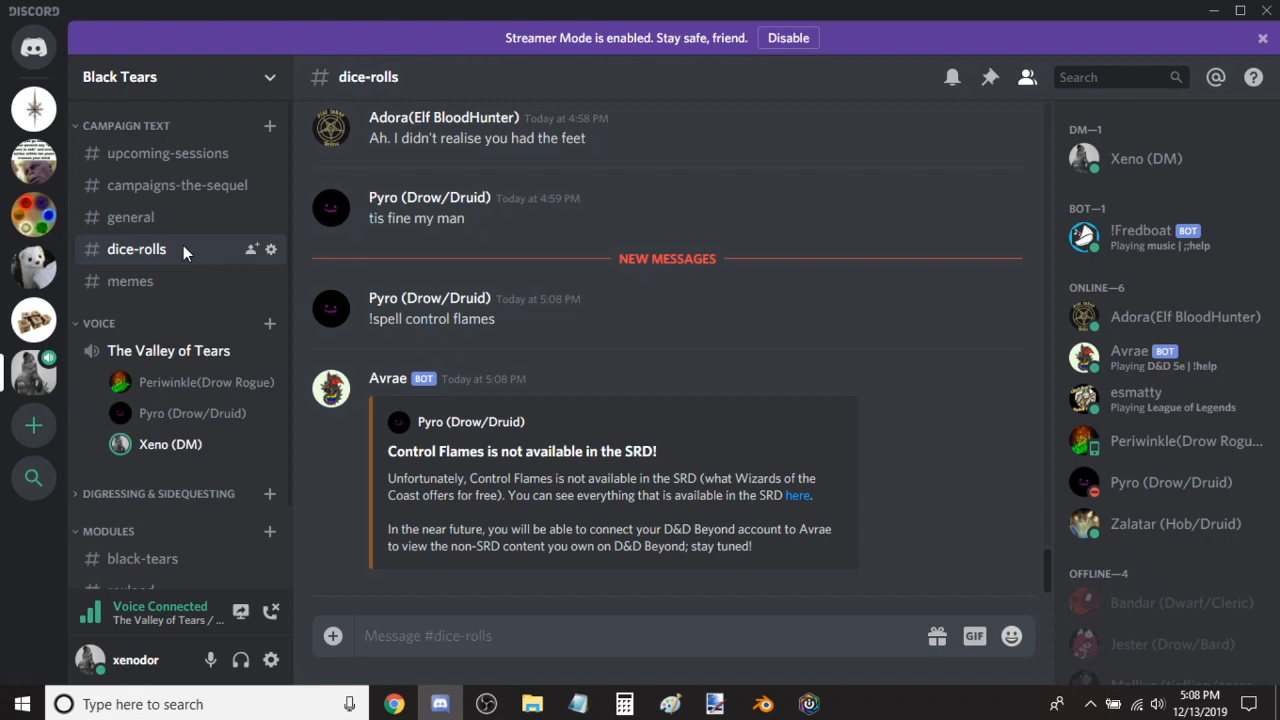 DISCORD
Streamer Mode is enabled. Stay safe, friend. Disable
Black Tears
# dice-rolls
Search
CAMPAIGN TEXT
# upcoming-sessions
# campaigns-the-sequel
# general
# dice-rolls
# memes
VOICE
The Valley of Tears
Periwinkle(Drow Rogue)
Pyro (Drow/Druid)
Xeno (DM)
DIGRESSING & SIDEQUESTING
MODULES
# black-tears
Voice Connected
The Valley of Tears / ...
xenodor
Adora(Elf BloodHunter) Today at 4:58 PM
Ah. I didn't realise you had the feet
Pyro (Drow/Druid) Today at 4:59 PM
tis fine my man
NEW MESSAGES
Pyro (Drow/Druid) Today at 5:08 PM
!spell control flames
Avrae BOT Today at 5:08 PM
Pyro (Drow/Druid)
Control Flames is not available in the SRD!
Unfortunately, Control Flames is not available in the SRD (what Wizards of the
Coast offers for free). You can see everything that is available in the SRD here.
In the near future, you will be able to connect your D&D Beyond account to Avrae
to view the non-SRD content you own on D&D Beyond; stay tuned!
Message #dice-rolls
GIF
DM—1
Xeno (DM)
BOT—1
!Fredboat BOT
Playing music | ;;help
ONLINE—6
Adora(Elf BloodHunter)
Avrae BOT
Playing D&D 5e | !help
esmatty
Playing League of Legends
Periwinkle(Drow Rogu...
Pyro (Drow/Druid)
Zalatar (Hob/Druid)
OFFLINE—4
Bandar (Dwarf/Cleric)
Jester (Drow/Bard)
Type here to search
5:08 PM
12/13/2019